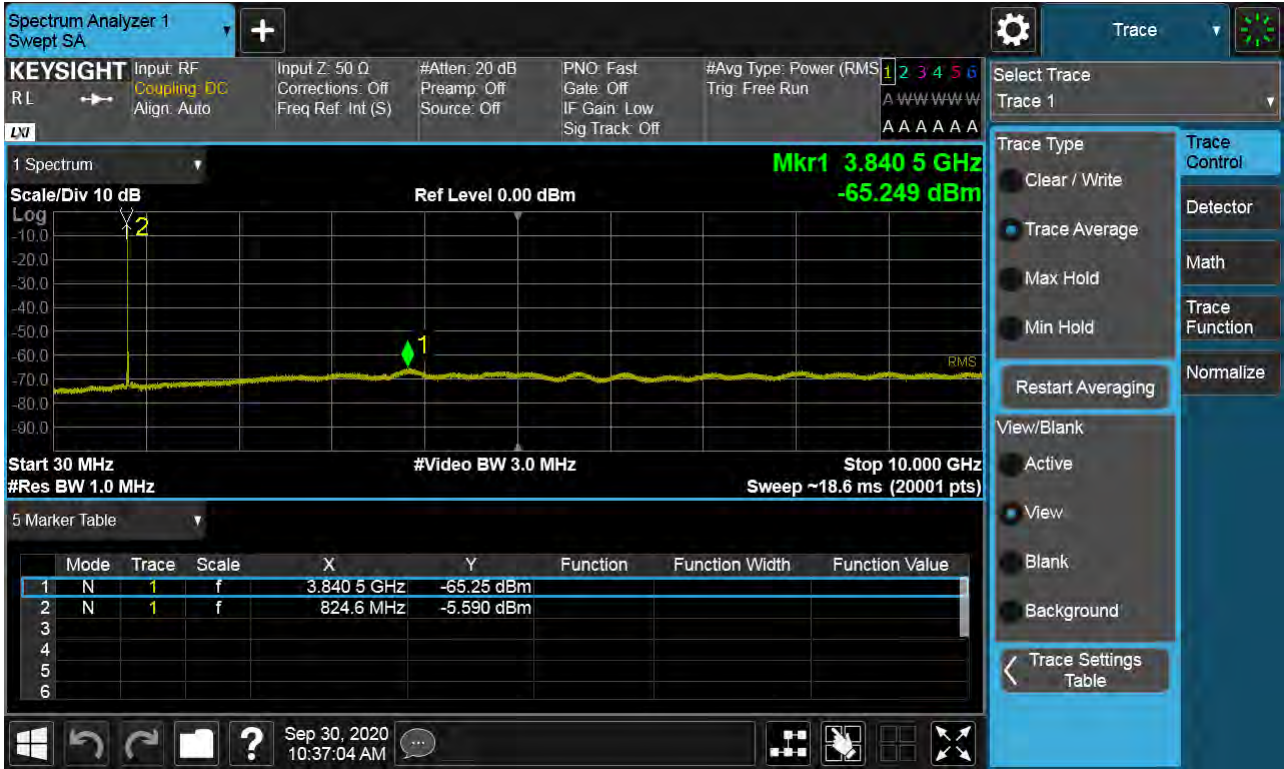 Spectrum Analyzer 1
Swept SA
+
Trace
KEYSIGHT Input: RF Input Z: 50 Ω #Atten: 20 dB PNO: Fast #Avg Type: Power (RMS 1 2 3 4 5 6
RL Coupling: DC Corrections: Off Preamp: Off Gate: Off Trig: Free Run A W W W W W
Align: Auto Freq Ref: Int (S) Source: Off IF Gain: Low
LXI Sig Track: Off A A A A A A
Select Trace
Trace 1
1 Spectrum
Mkr1 3.840 5 GHz
Scale/Div 10 dB Ref Level 0.00 dBm -65.249 dBm
Log
2
-10.0
-20.0
-30.0
-40.0
-50.0
1
-60.0
RMS
-70.0
-80.0
-90.0
Start 30 MHz #Video BW 3.0 MHz Stop 10.000 GHz
#Res BW 1.0 MHz Sweep ~18.6 ms (20001 pts)
5 Marker Table
Mode Trace Scale X Y Function Function Width Function Value
1 N 1 f 3.840 5 GHz -65.25 dBm
2 N 1 f 824.6 MHz -5.590 dBm
3
4
5
6
Trace Type
Clear / Write
Trace Average
Max Hold
Min Hold
Restart Averaging
View/Blank
Active
View
Blank
Background
Trace Settings
Table
Trace
Control
Detector
Math
Trace
Function
Normalize
?
Sep 30, 2020
10:37:04 AM